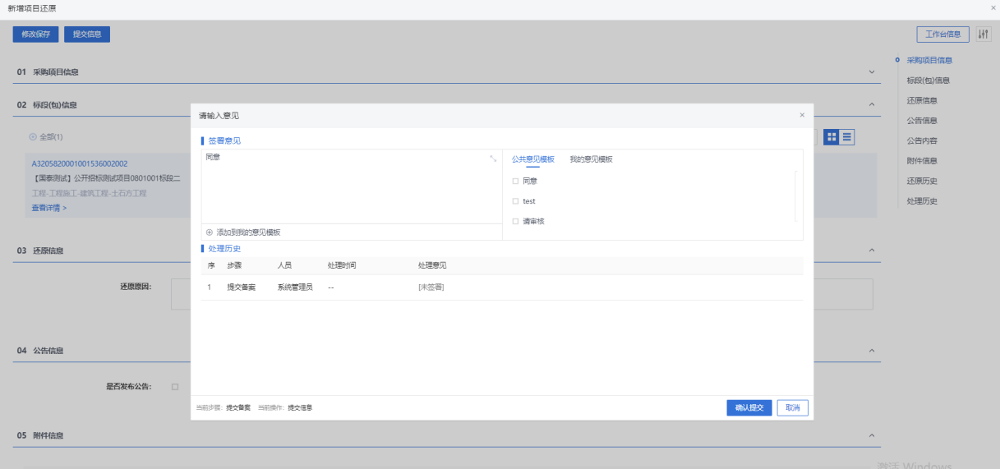 新增项目还原
修改保存 提交信息 工作台信息
01 采购项目信息
02 标段(包)信息
全部(1)
A3205820001001536002002
【国泰测试】公开招标测试项目0801001标段二
工程-工程施工-建筑工程-土石方工程
查看详情 >
03 还原信息
还原原因：
04 公告信息
是否发布公告：
05 附件信息
请输入意见
签署意见
同意
添加到我的意见模板
公共意见模板 我的意见模板
同意
test
请审核
处理历史
序 步骤 人员 处理时间 处理意见
1 提交备案 系统管理员 -- [未签署]
当前步骤：提交备案 当前操作：提交信息
确认提交 取消
采购项目信息
标段(包)信息
还原信息
公告信息
公告内容
附件信息
还原历史
处理历史
激活 Windows